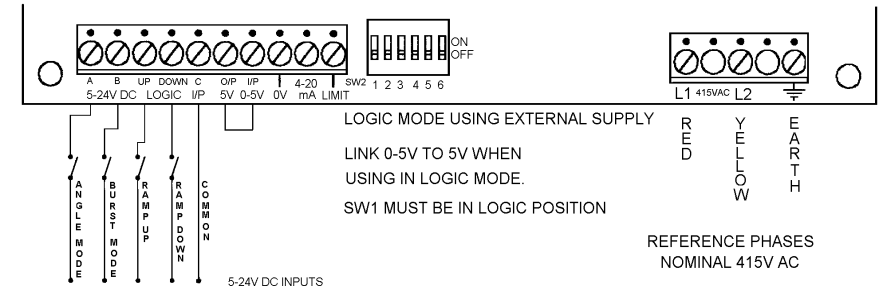 ON
OFF
1 2 3 4 5 6
A B UP DOWN C O/P I/P 4-20 SW2
5-24V DC LOGIC I/P 5V 0-5V 0V mA LIMIT
L1 415VAC L2
LOGIC MODE USING EXTERNAL SUPPLY
LINK 0-5V TO 5V WHEN
USING IN LOGIC MODE.
SW1 MUST BE IN LOGIC POSITION
RED
YELLOW
EARTH
REFERENCE PHASES
NOMINAL 415V AC
ANGLE MODE
BURST MODE
RAMP UP
RAMP DOWN
COMMON
5-24V DC INPUTS